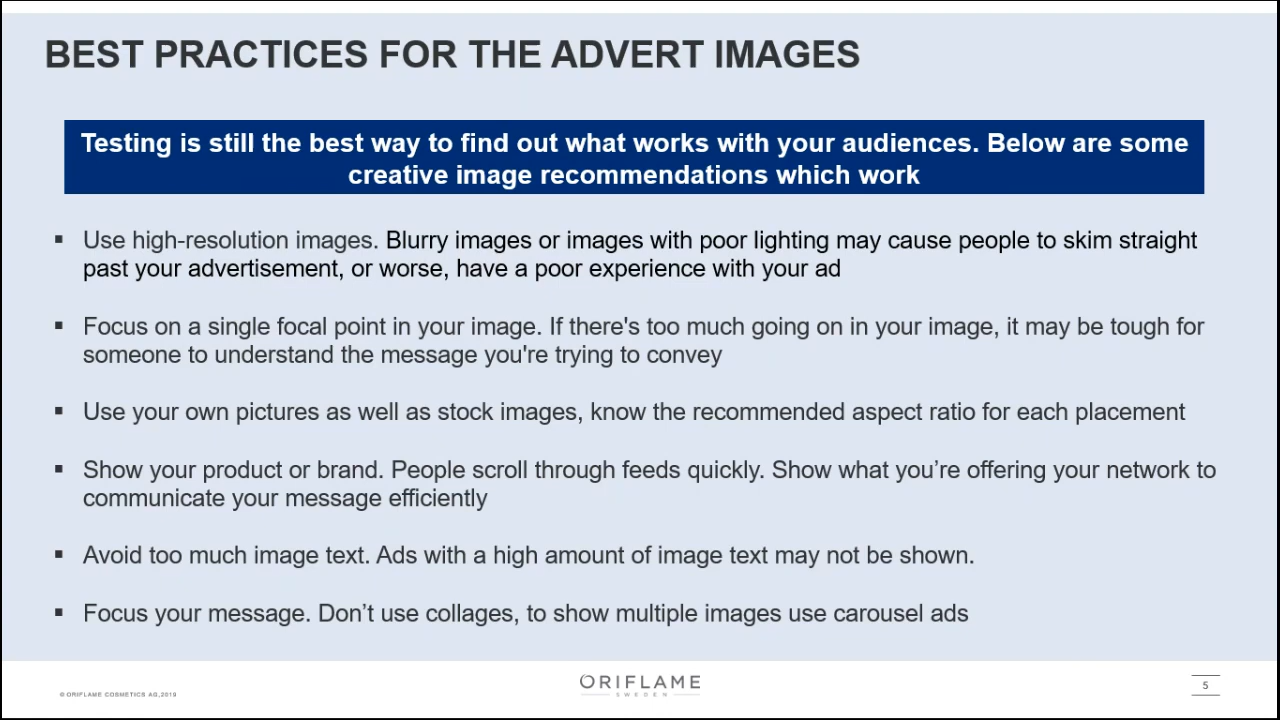 BEST PRACTICES FOR THE ADVERT IMAGES
Testing is still the best way to find out what works with your audiences. Below are some
creative image recommendations which work
▪ Use high-resolution images. Blurry images or images with poor lighting may cause people to skim straight
past your advertisement, or worse, have a poor experience with your ad
▪ Focus on a single focal point in your image. If there's too much going on in your image, it may be tough for
someone to understand the message you're trying to convey
▪ Use your own pictures as well as stock images, know the recommended aspect ratio for each placement
▪ Show your product or brand. People scroll through feeds quickly. Show what you’re offering your network to
communicate your message efficiently
▪ Avoid too much image text. Ads with a high amount of image text may not be shown.
▪ Focus your message. Don’t use collages, to show multiple images use carousel ads
© ORIFLAME COSMETICS AG,2019
ORIFLAME
SWEDEN
5